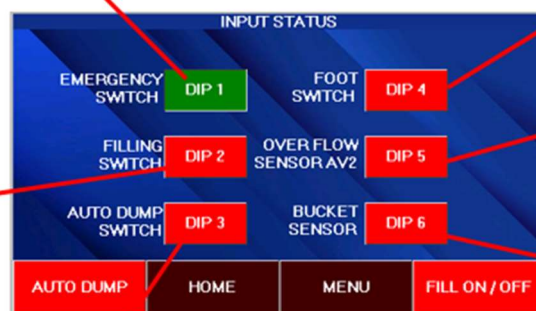 INPUT STATUS
EMERGENCY
SWITCH
DIP 1
FOOT
SWITCH
DIP 4
FILLING
SWITCH
DIP 2
OVER FLOW
SENSOR AV2
DIP 5
AUTO DUMP
SWITCH
DIP 3
BUCKET
SENSOR
DIP 6
AUTO DUMP
HOME
MENU
FILL ON / OFF